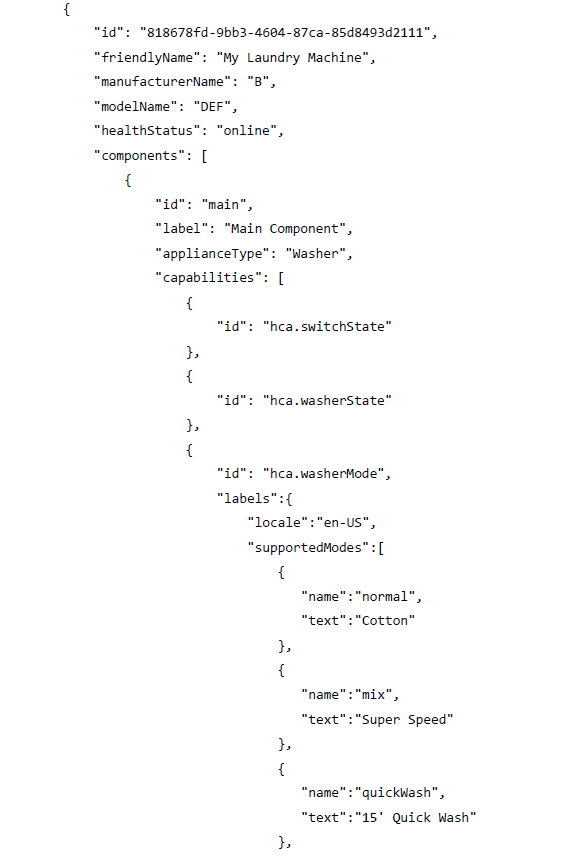 {
"id": "818678fd-9bb3-4604-87ca-85d8493d2111",
"friendlyName": "My Laundry Machine",
"manufacturerName": "B",
"modelName": "DEF",
"healthStatus": "online",
"components": [
{
"id": "main",
"label": "Main Component",
"applianceType": "Washer",
"capabilities": [
{
"id": "hca.switchState"
},
{
"id": "hca.washerState"
},
{
"id": "hca.washerMode",
"labels":{
"locale":"en-US",
"supportedModes":[
{
"name":"normal",
"text":"Cotton"
},
{
"name":"mix",
"text":"Super Speed"
},
{
"name":"quickWash",
"text":"15' Quick Wash"
},